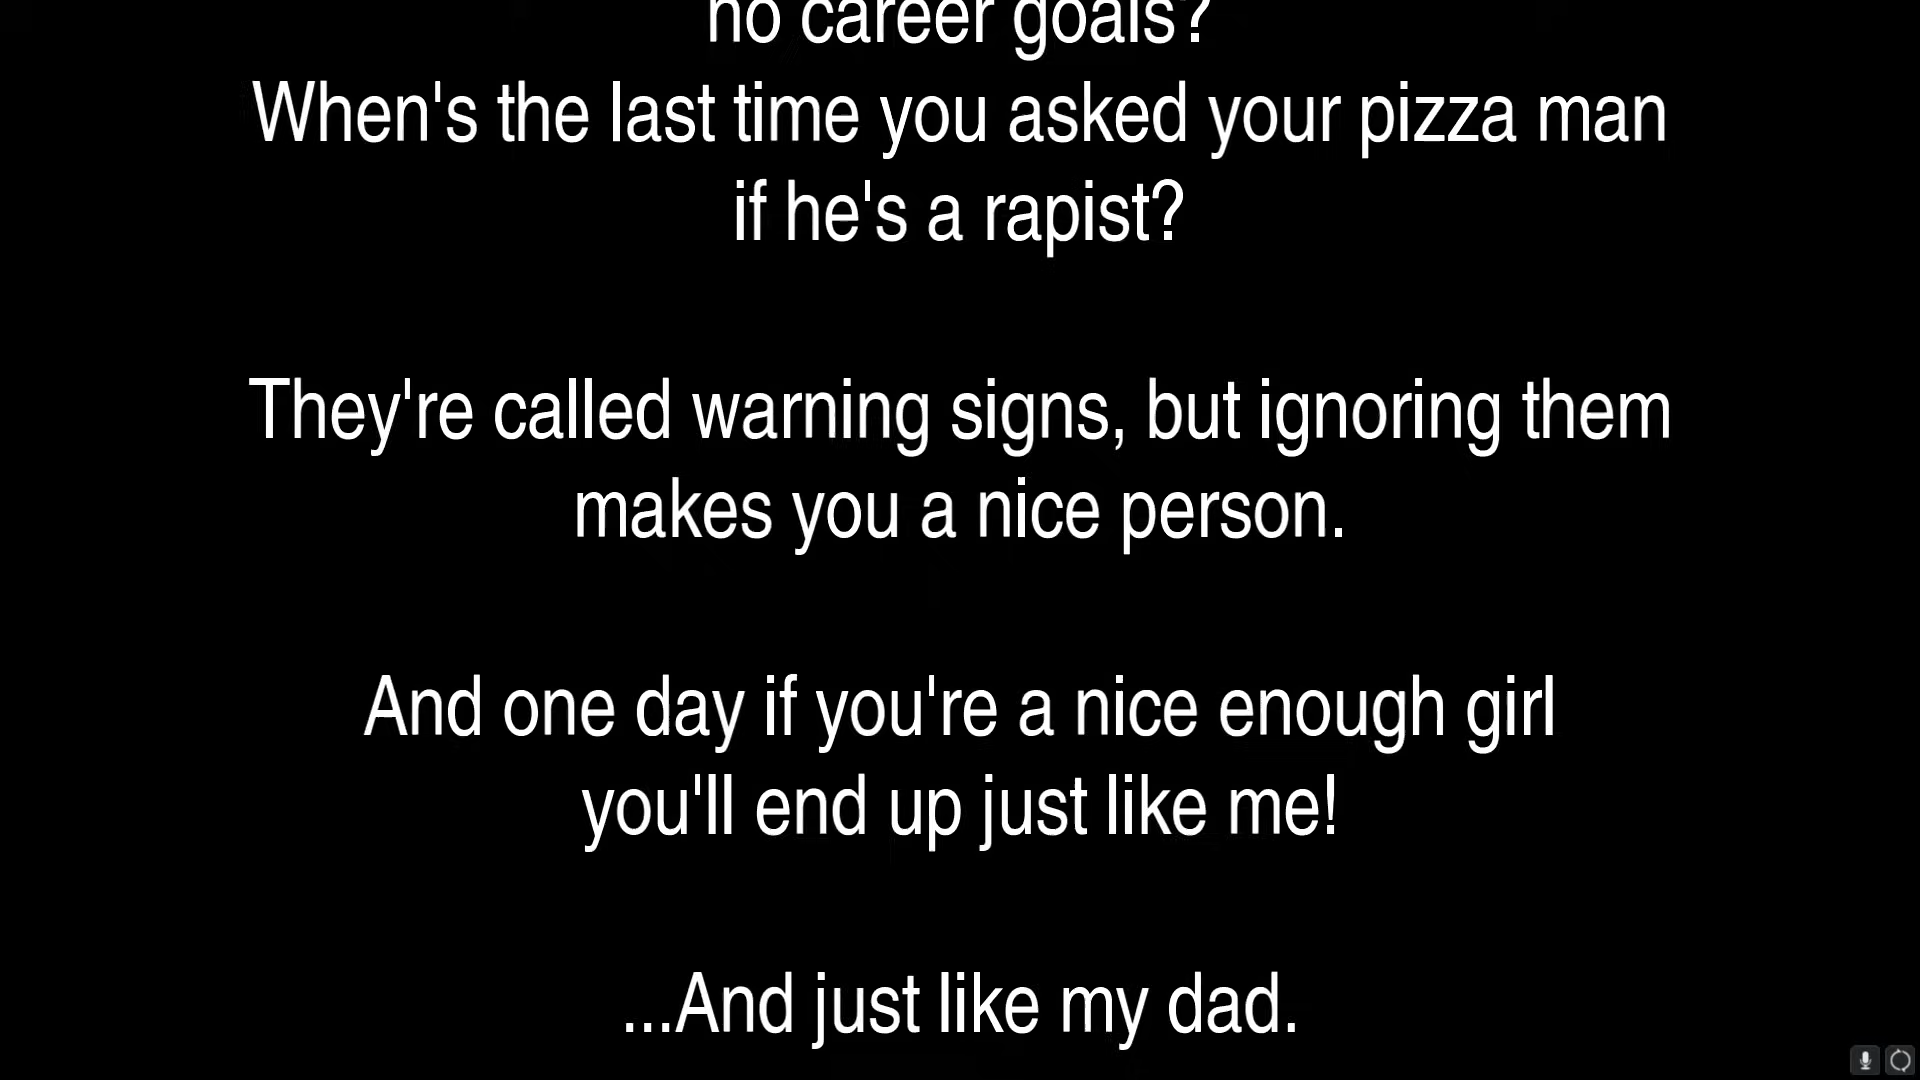 no career goals?
When's the last time you asked your pizza man
if he's a rapist?
They're called warning signs, but ignoring them
makes you a nice person.
And one day if you're a nice enough girl
you'll end up just like me!
...And just like my dad.